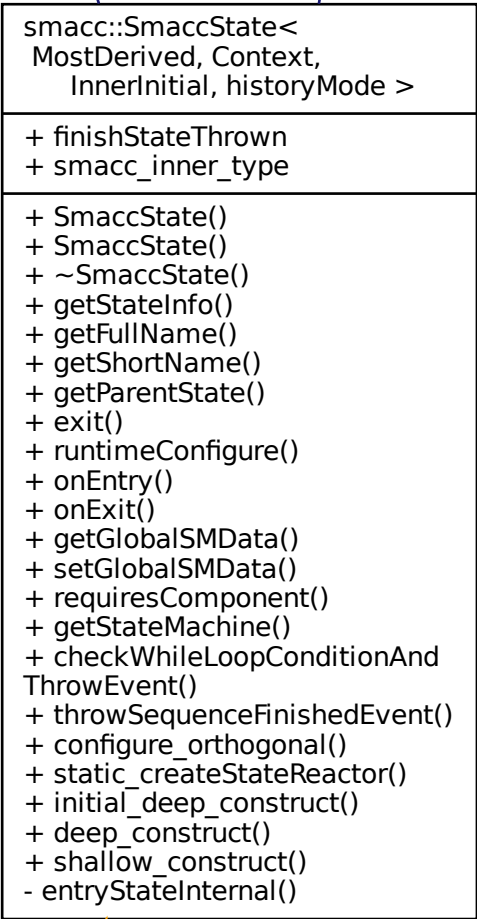 smacc::SmaccState<
MostDerived, Context,
InnerInitial, historyMode >
+ finishStateThrown
+ smacc_inner_type
+ SmaccState()
+ SmaccState()
+ ~SmaccState()
+ getStateInfo()
+ getFullName()
+ getShortName()
+ getParentState()
+ exit()
+ runtimeConfigure()
+ onEntry()
+ onExit()
+ getGlobalSMData()
+ setGlobalSMData()
+ requiresComponent()
+ getStateMachine()
+ checkWhileLoopConditionAnd
ThrowEvent()
+ throwSequenceFinishedEvent()
+ configure_orthogonal()
+ static_createStateReactor()
+ initial_deep_construct()
+ deep_construct()
+ shallow_construct()
- entryStateInternal()